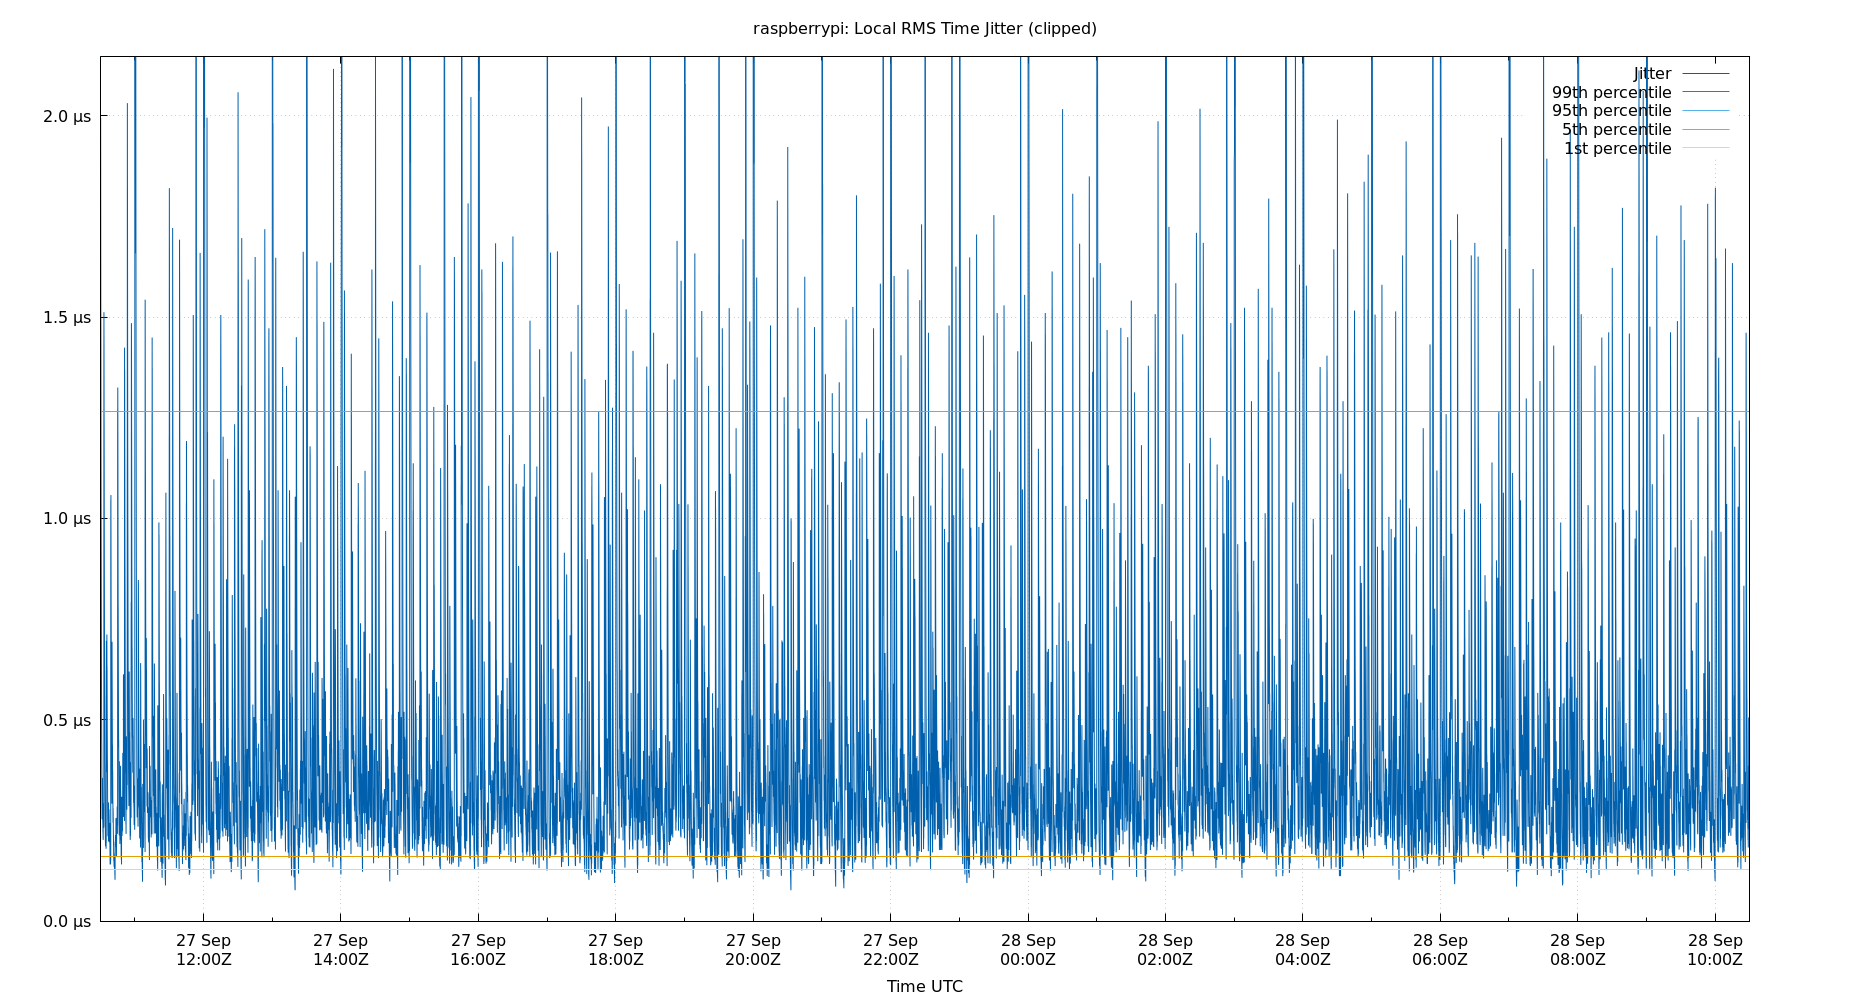 raspberrypi: Local RMS Time Jitter (clipped)
Jitter
99th percentile
95th percentile
5th percentile
1st percentile
2.0 µs
1.5 µs
1.0 µs
0.5 µs
0.0 µs
27 Sep 27 Sep 27 Sep 27 Sep 27 Sep 27 Sep 28 Sep 28 Sep 28 Sep 28 Sep 28 Sep 28 Sep
12:00Z 14:00Z 16:00Z 18:00Z 20:00Z 22:00Z 00:00Z 02:00Z 04:00Z 06:00Z 08:00Z 10:00Z
Time UTC